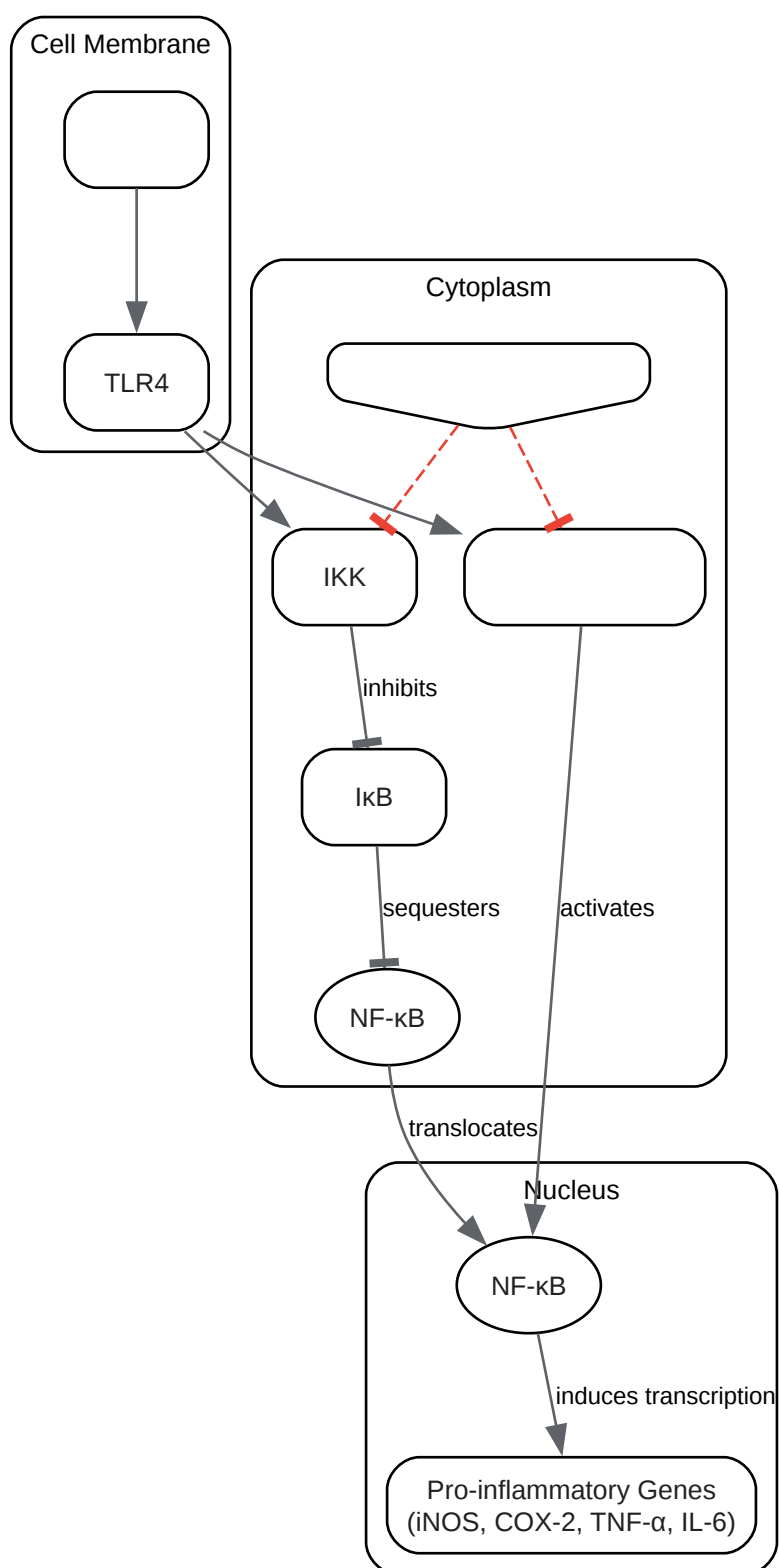 Cell Membrane
TLR4
Cytoplasm
IKK
inhibits
IκB
sequesters
activates
NF-κB
translocates
Nucleus
NF-κB
induces transcription
Pro-inflammatory Genes
(iNOS, COX-2, TNF-α, IL-6)